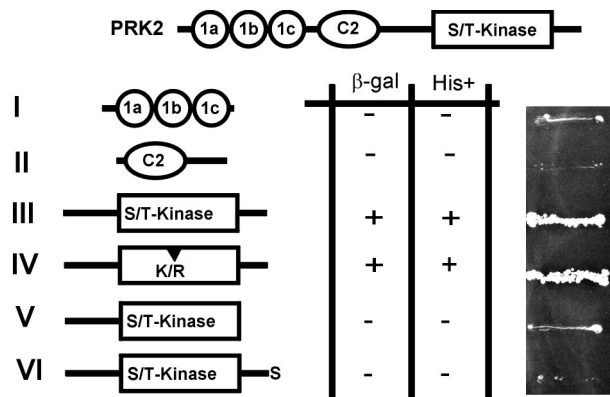 PRK2 1a 1b 1c C2 S/T-Kinase
β-gal His+
I 1a 1b 1c - -
II C2 - -
III S/T-Kinase + +
IV K/R + +
V S/T-Kinase - -
VI S/T-Kinase S - -